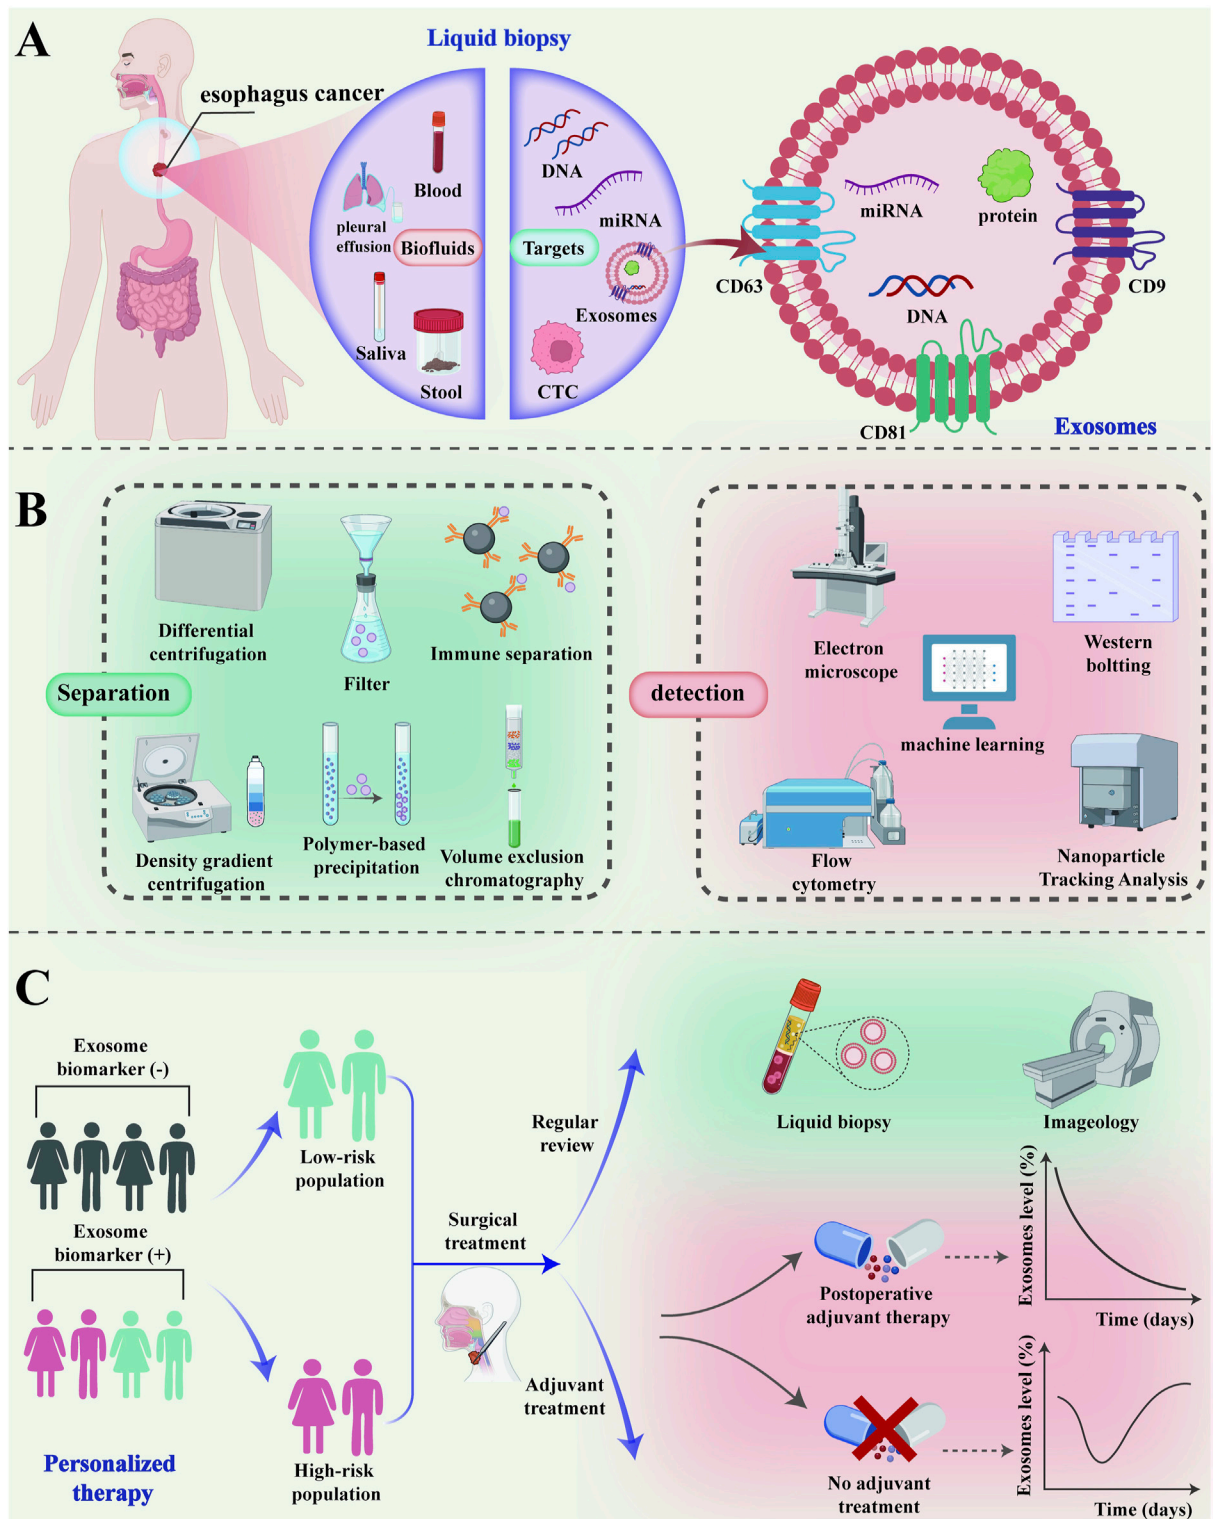 A
Liquid biopsy
esophagus cancer
Blood
pleural
effusion
Biofluids
Saliva
Stool
DNA
miRNA
Targets
Exosomes
CTC
miRNA
protein
CD63
CD9
DNA
CD81
Exosomes
B
Differential
centrifugation
Filter
Immune separation
Separation
Density gradient
centrifugation
Polymer-based
precipitation
Volume exclusion
chromatography
Electron
microscope
Western
boltting
detection
machine learning
Flow
cytometry
Nanoparticle
Tracking Analysis
C
Exosome
biomarker (-)
Exosome
biomarker (+)
Low-risk
population
High-risk
population
Personalized
therapy
Surgical
treatment
Regular
review
Adjuvant
treatment
Liquid biopsy
Imageology
Postoperative
adjuvant therapy
Exosomes level (%)
Time (days)
No adjuvant
treatment
Exosomes level (%)
Time (days)